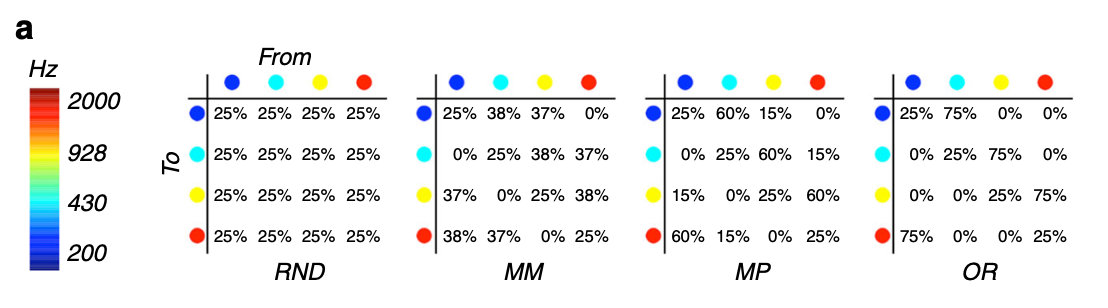 a
Hz
2000
928
430
200
From
To
25% 25% 25% 25%
25% 25% 25% 25%
25% 25% 25% 25%
25% 25% 25% 25%
RND
25% 38% 37% 0%
0% 25% 38% 37%
37% 0% 25% 38%
38% 37% 0% 25%
MM
25% 60% 15% 0%
0% 25% 60% 15%
15% 0% 25% 60%
60% 15% 0% 25%
MP
25% 75% 0% 0%
0% 25% 75% 0%
0% 0% 25% 75%
75% 0% 0% 25%
OR